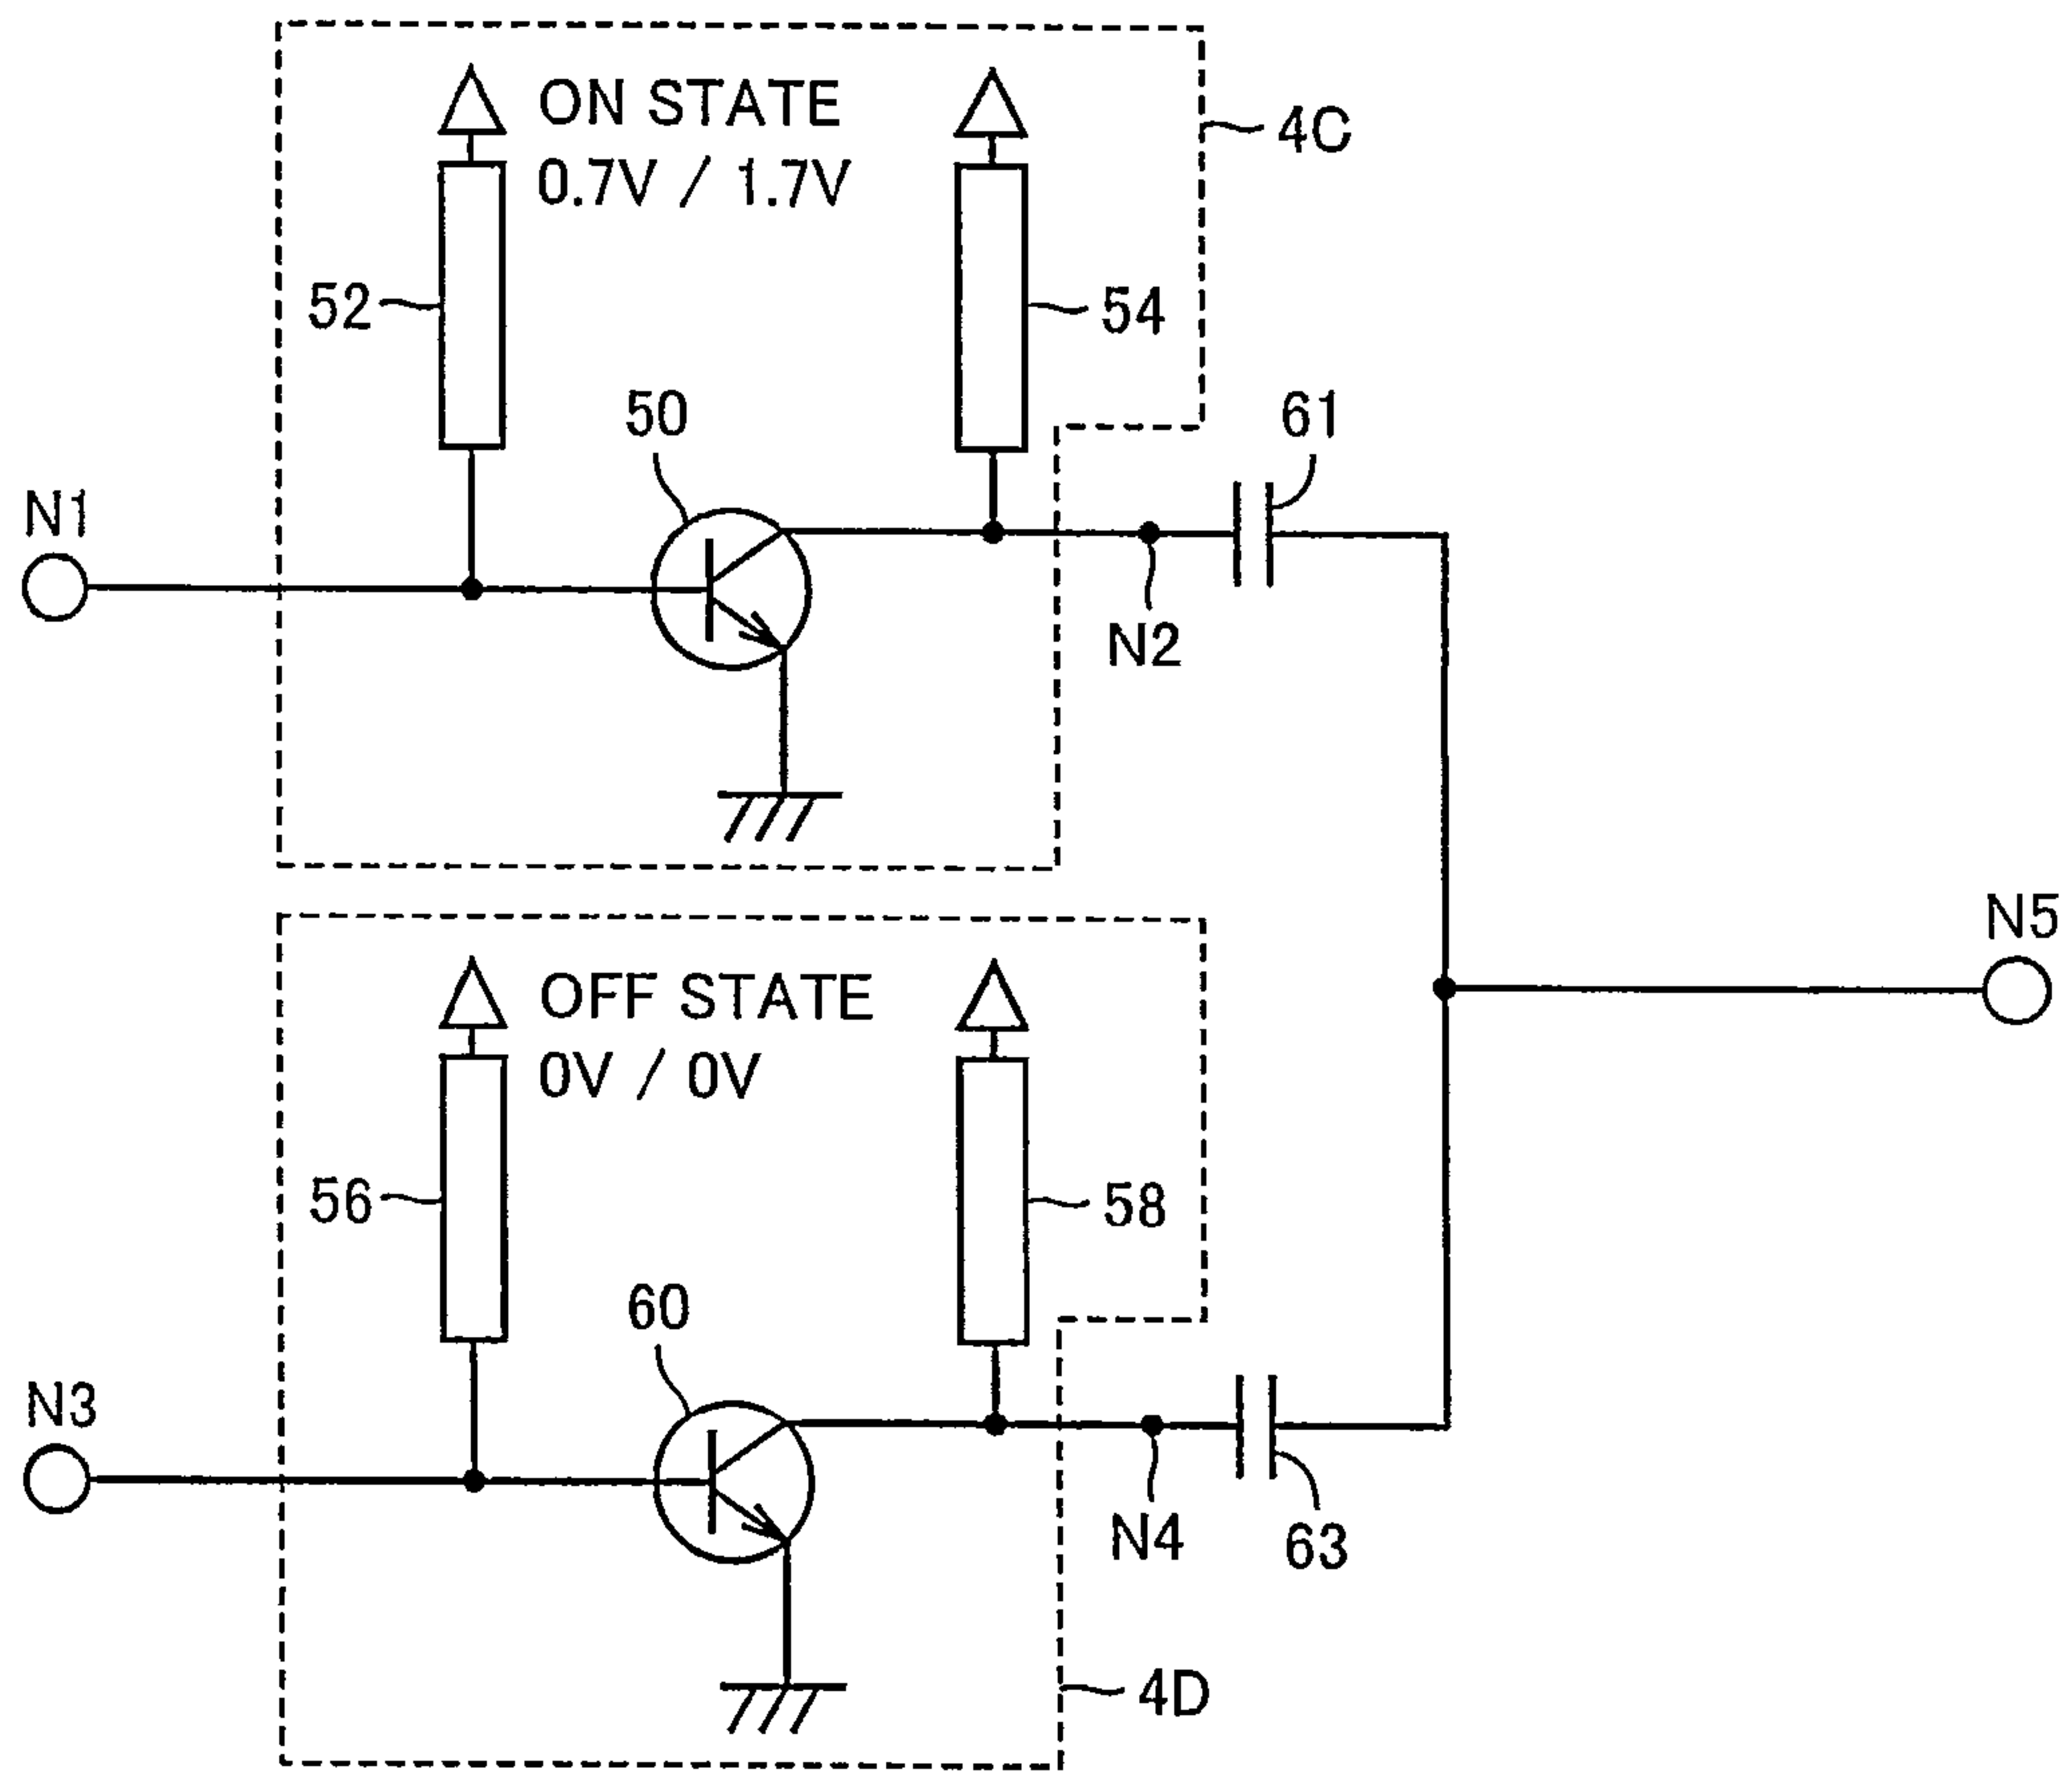 ON STATE
0.7V / 1.7V
4C
52
54
50
61
N1
N2
N5
OFF STATE
0V / 0V
56
58
60
N3
N4
63
4D